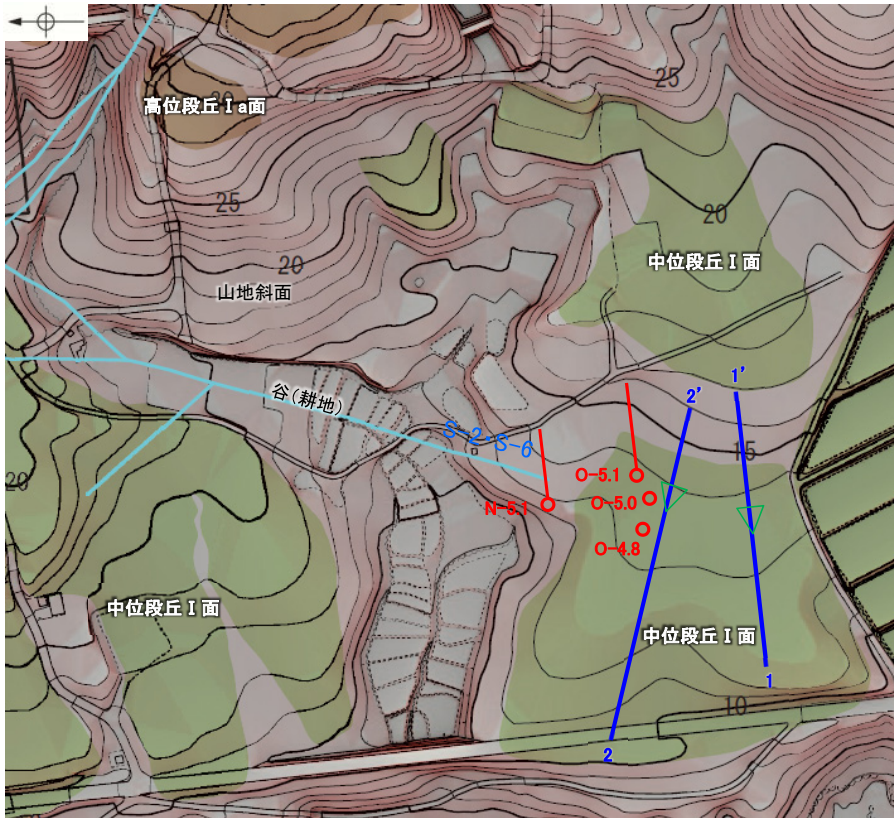 高位段丘Ⅰa面
30
25
25
20
20
中位段丘Ⅰ面
山地斜面
谷(耕地)
S-2・S-6
1'
2'
15
O-5.1
O-5.0
N-5.1
O-4.8
20
中位段丘Ⅰ面
中位段丘Ⅰ面
1
10
2